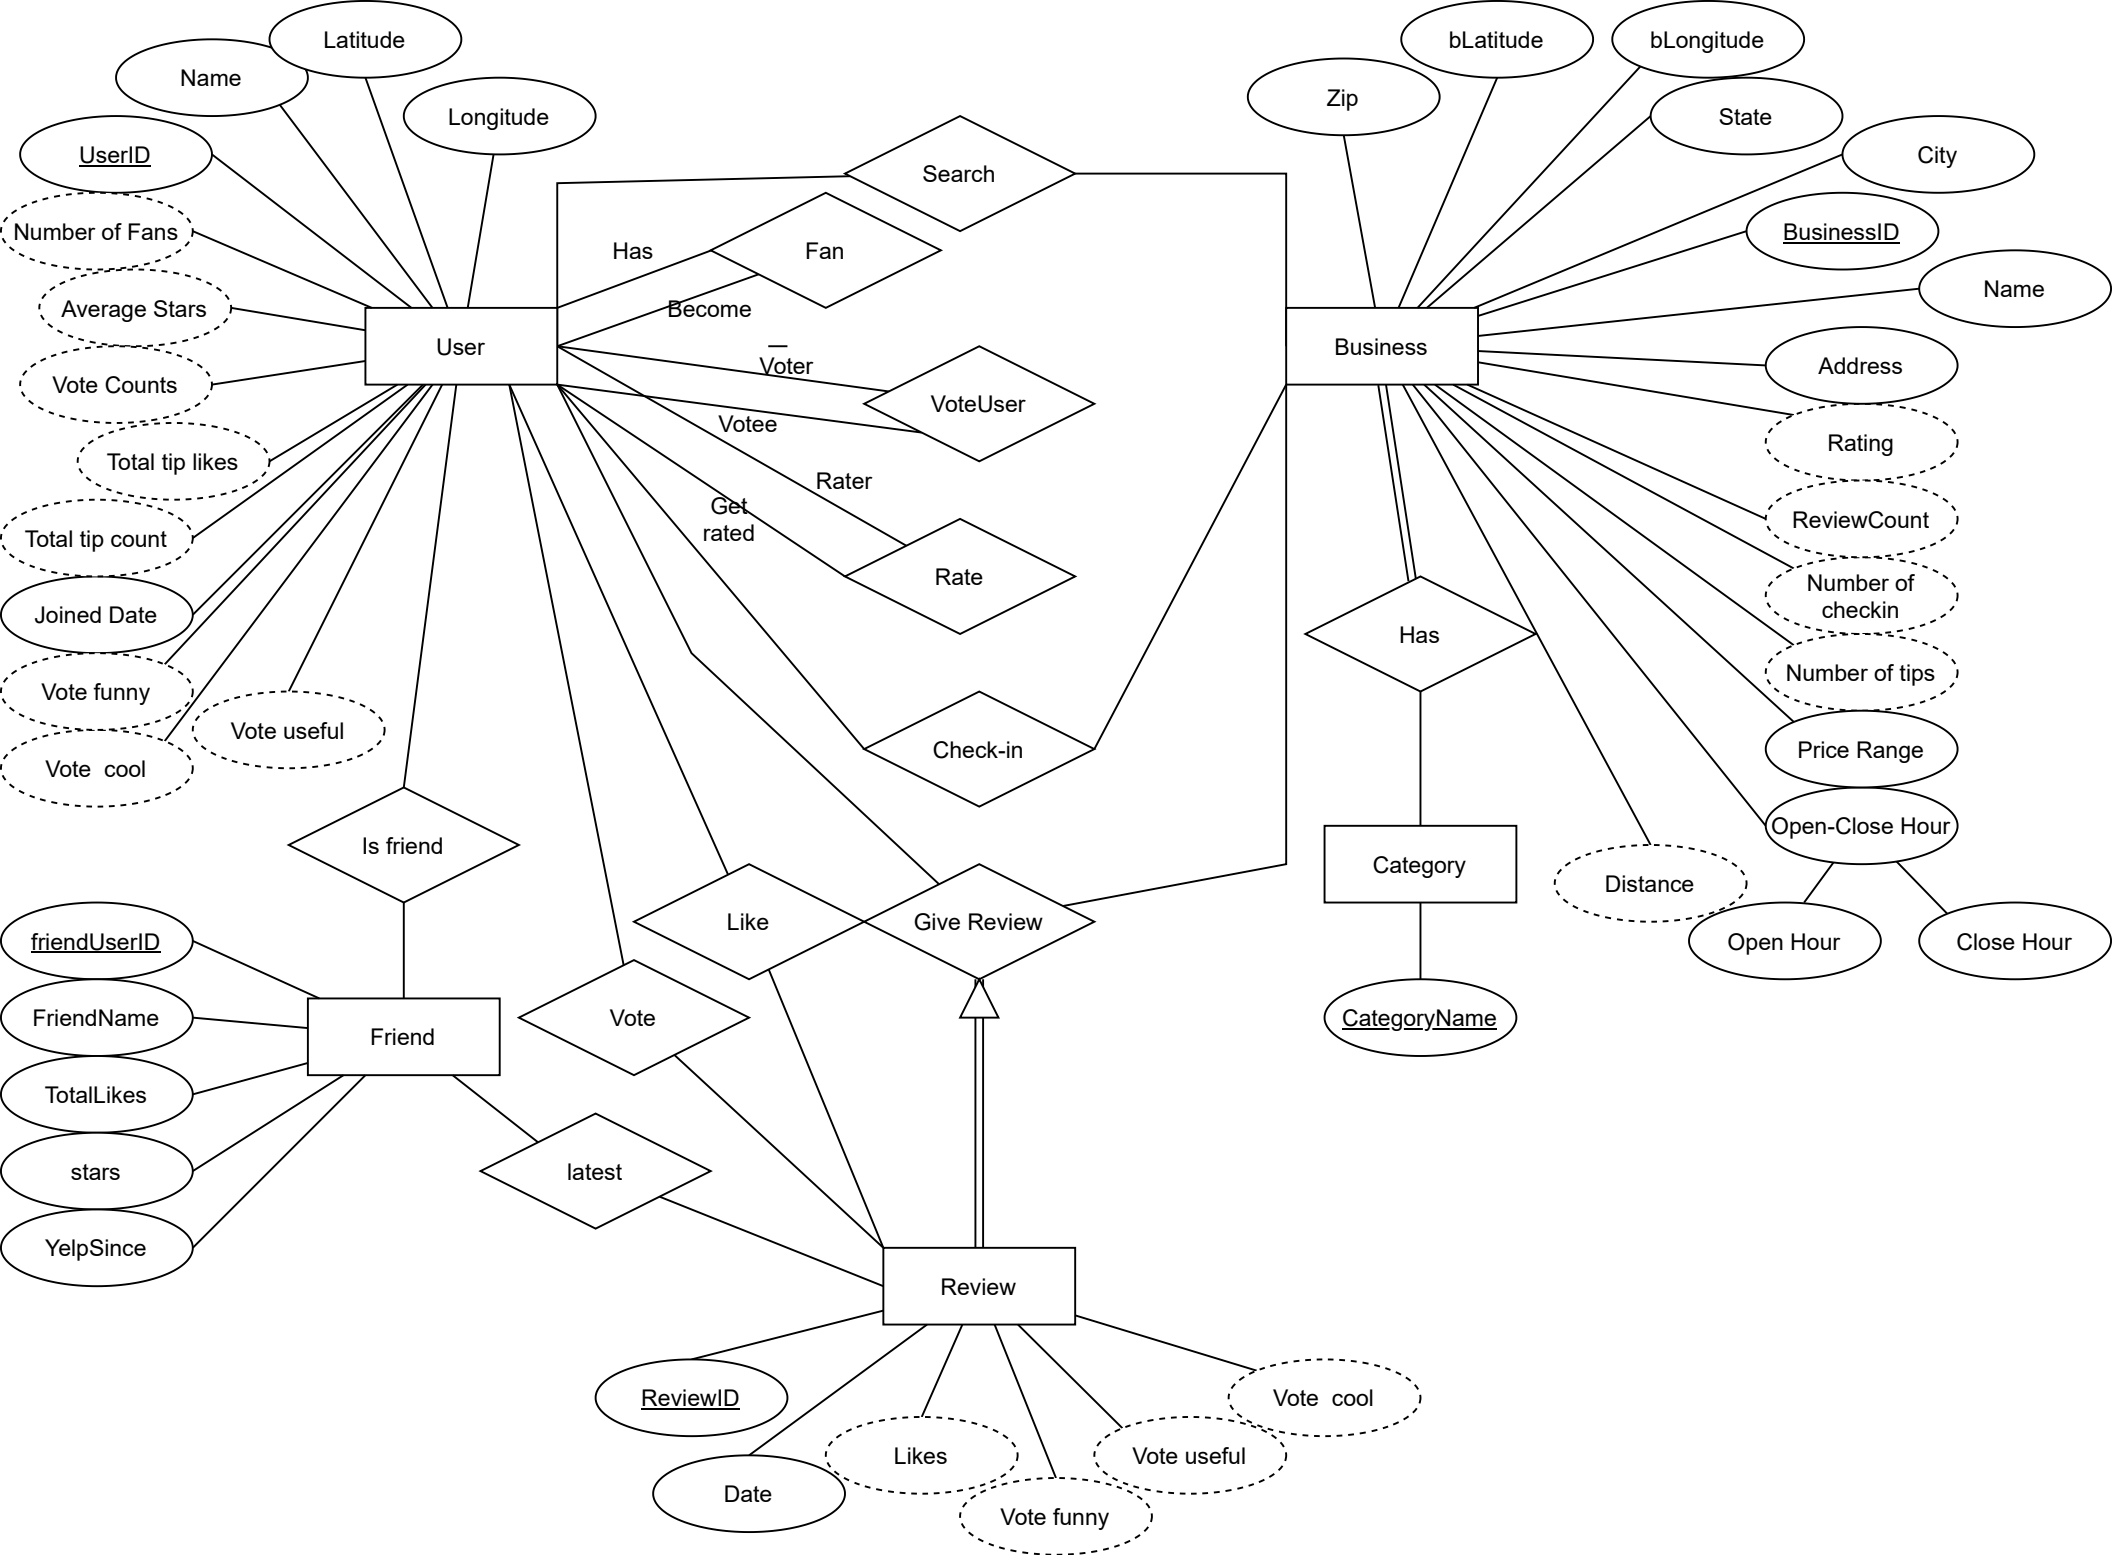 Latitude
bLatitude
bLongitude
Name
Zip
Longitude
State
UserID
City
Search
Number of Fans
BusinessID
Has
Fan
Name
Average Stars
Become
User
Business
Voter
Address
Vote Counts
VoteUser
Votee
Rating
Total tip likes
Rater
Get
rated
ReviewCount
Total tip count
Rate
Number of
checkin
Joined Date
Has
Number of tips
Vote funny
Vote useful
Check-in
Price Range
Vote  cool
Open-Close Hour
Is friend
Category
Distance
Like
Give Review
friendUserID
Open Hour
Close Hour
FriendName
Vote
CategoryName
Friend
TotalLikes
stars
latest
YelpSince
Review
ReviewID
Vote  cool
Likes
Vote useful
Date
Vote funny